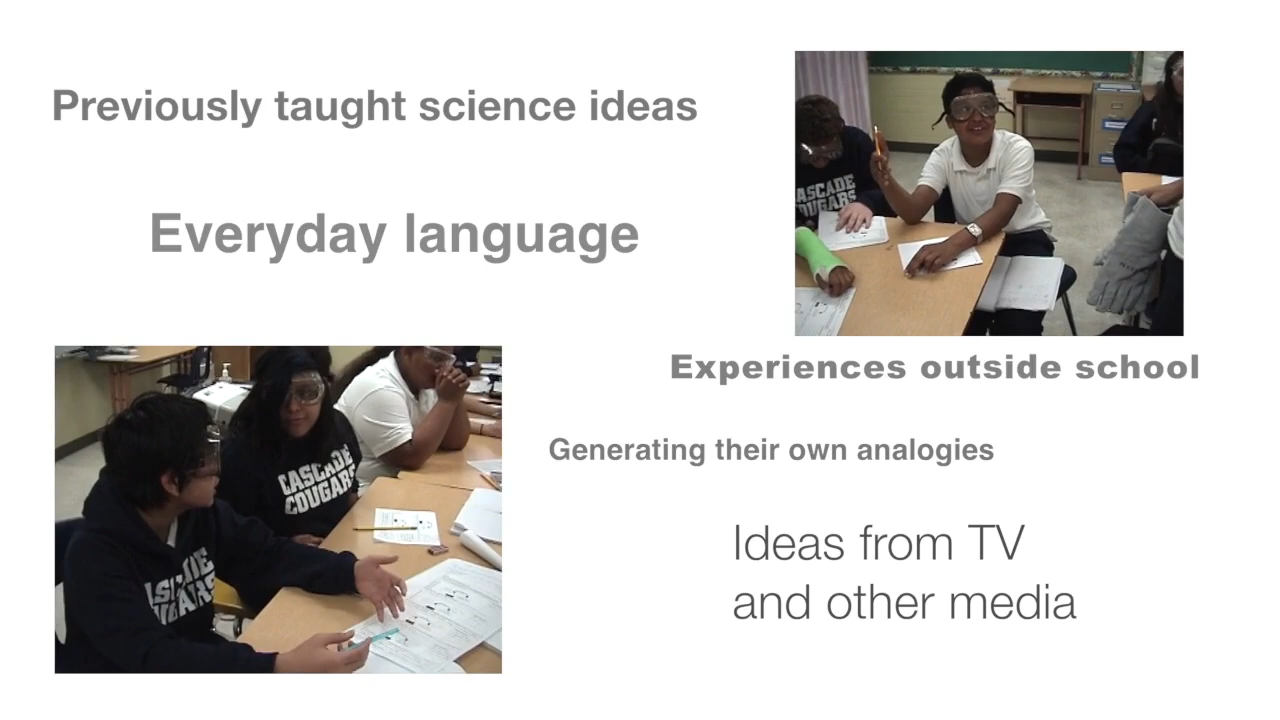 Previously taught science ideas
Everyday language
ASCADE
COUGARS
Experiences outside school
CASCADE
COUGARS
Generating their own analogies
Ideas from TV
and other media